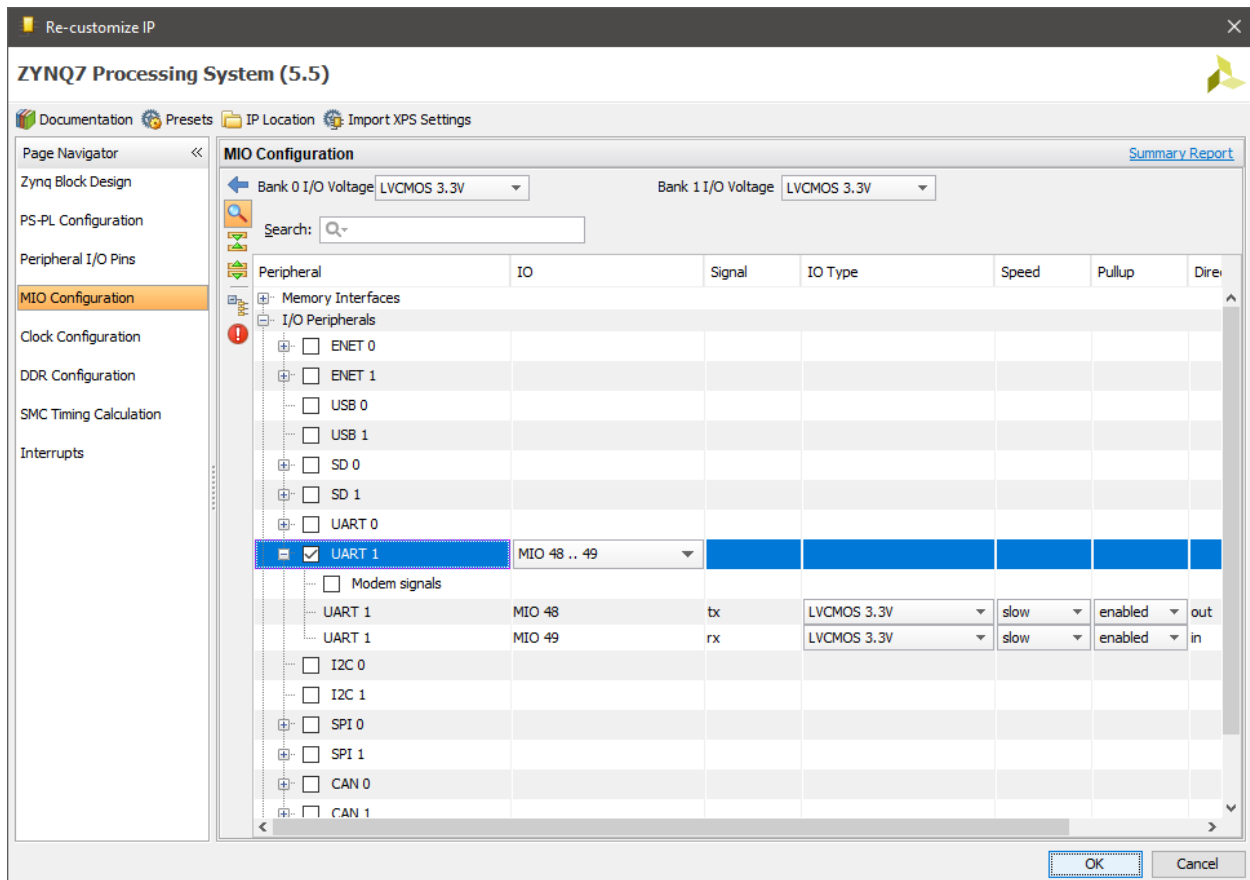 Re-customize IP
ZYNQ7 Processing System (5.5)
Documentation Presets IP Location Import XPS Settings
Page Navigator «
Zynq Block Design
PS-PL Configuration
Peripheral I/O Pins
MIO Configuration
Clock Configuration
DDR Configuration
SMC Timing Calculation
Interrupts
MIO Configuration Summary Report
Bank 0 I/O Voltage LVCMOS 3.3V Bank 1 I/O Voltage LVCMOS 3.3V
Search:
Peripheral IO Signal IO Type Speed Pullup Direc
Memory Interfaces
I/O Peripherals
ENET 0
ENET 1
USB 0
USB 1
SD 0
SD 1
UART 0
UART 1 MIO 48 .. 49
Modem signals
UART 1 MIO 48 tx LVCMOS 3.3V slow enabled out
UART 1 MIO 49 rx LVCMOS 3.3V slow enabled in
I2C 0
I2C 1
SPI 0
SPI 1
CAN 0
CAN 1
OK Cancel